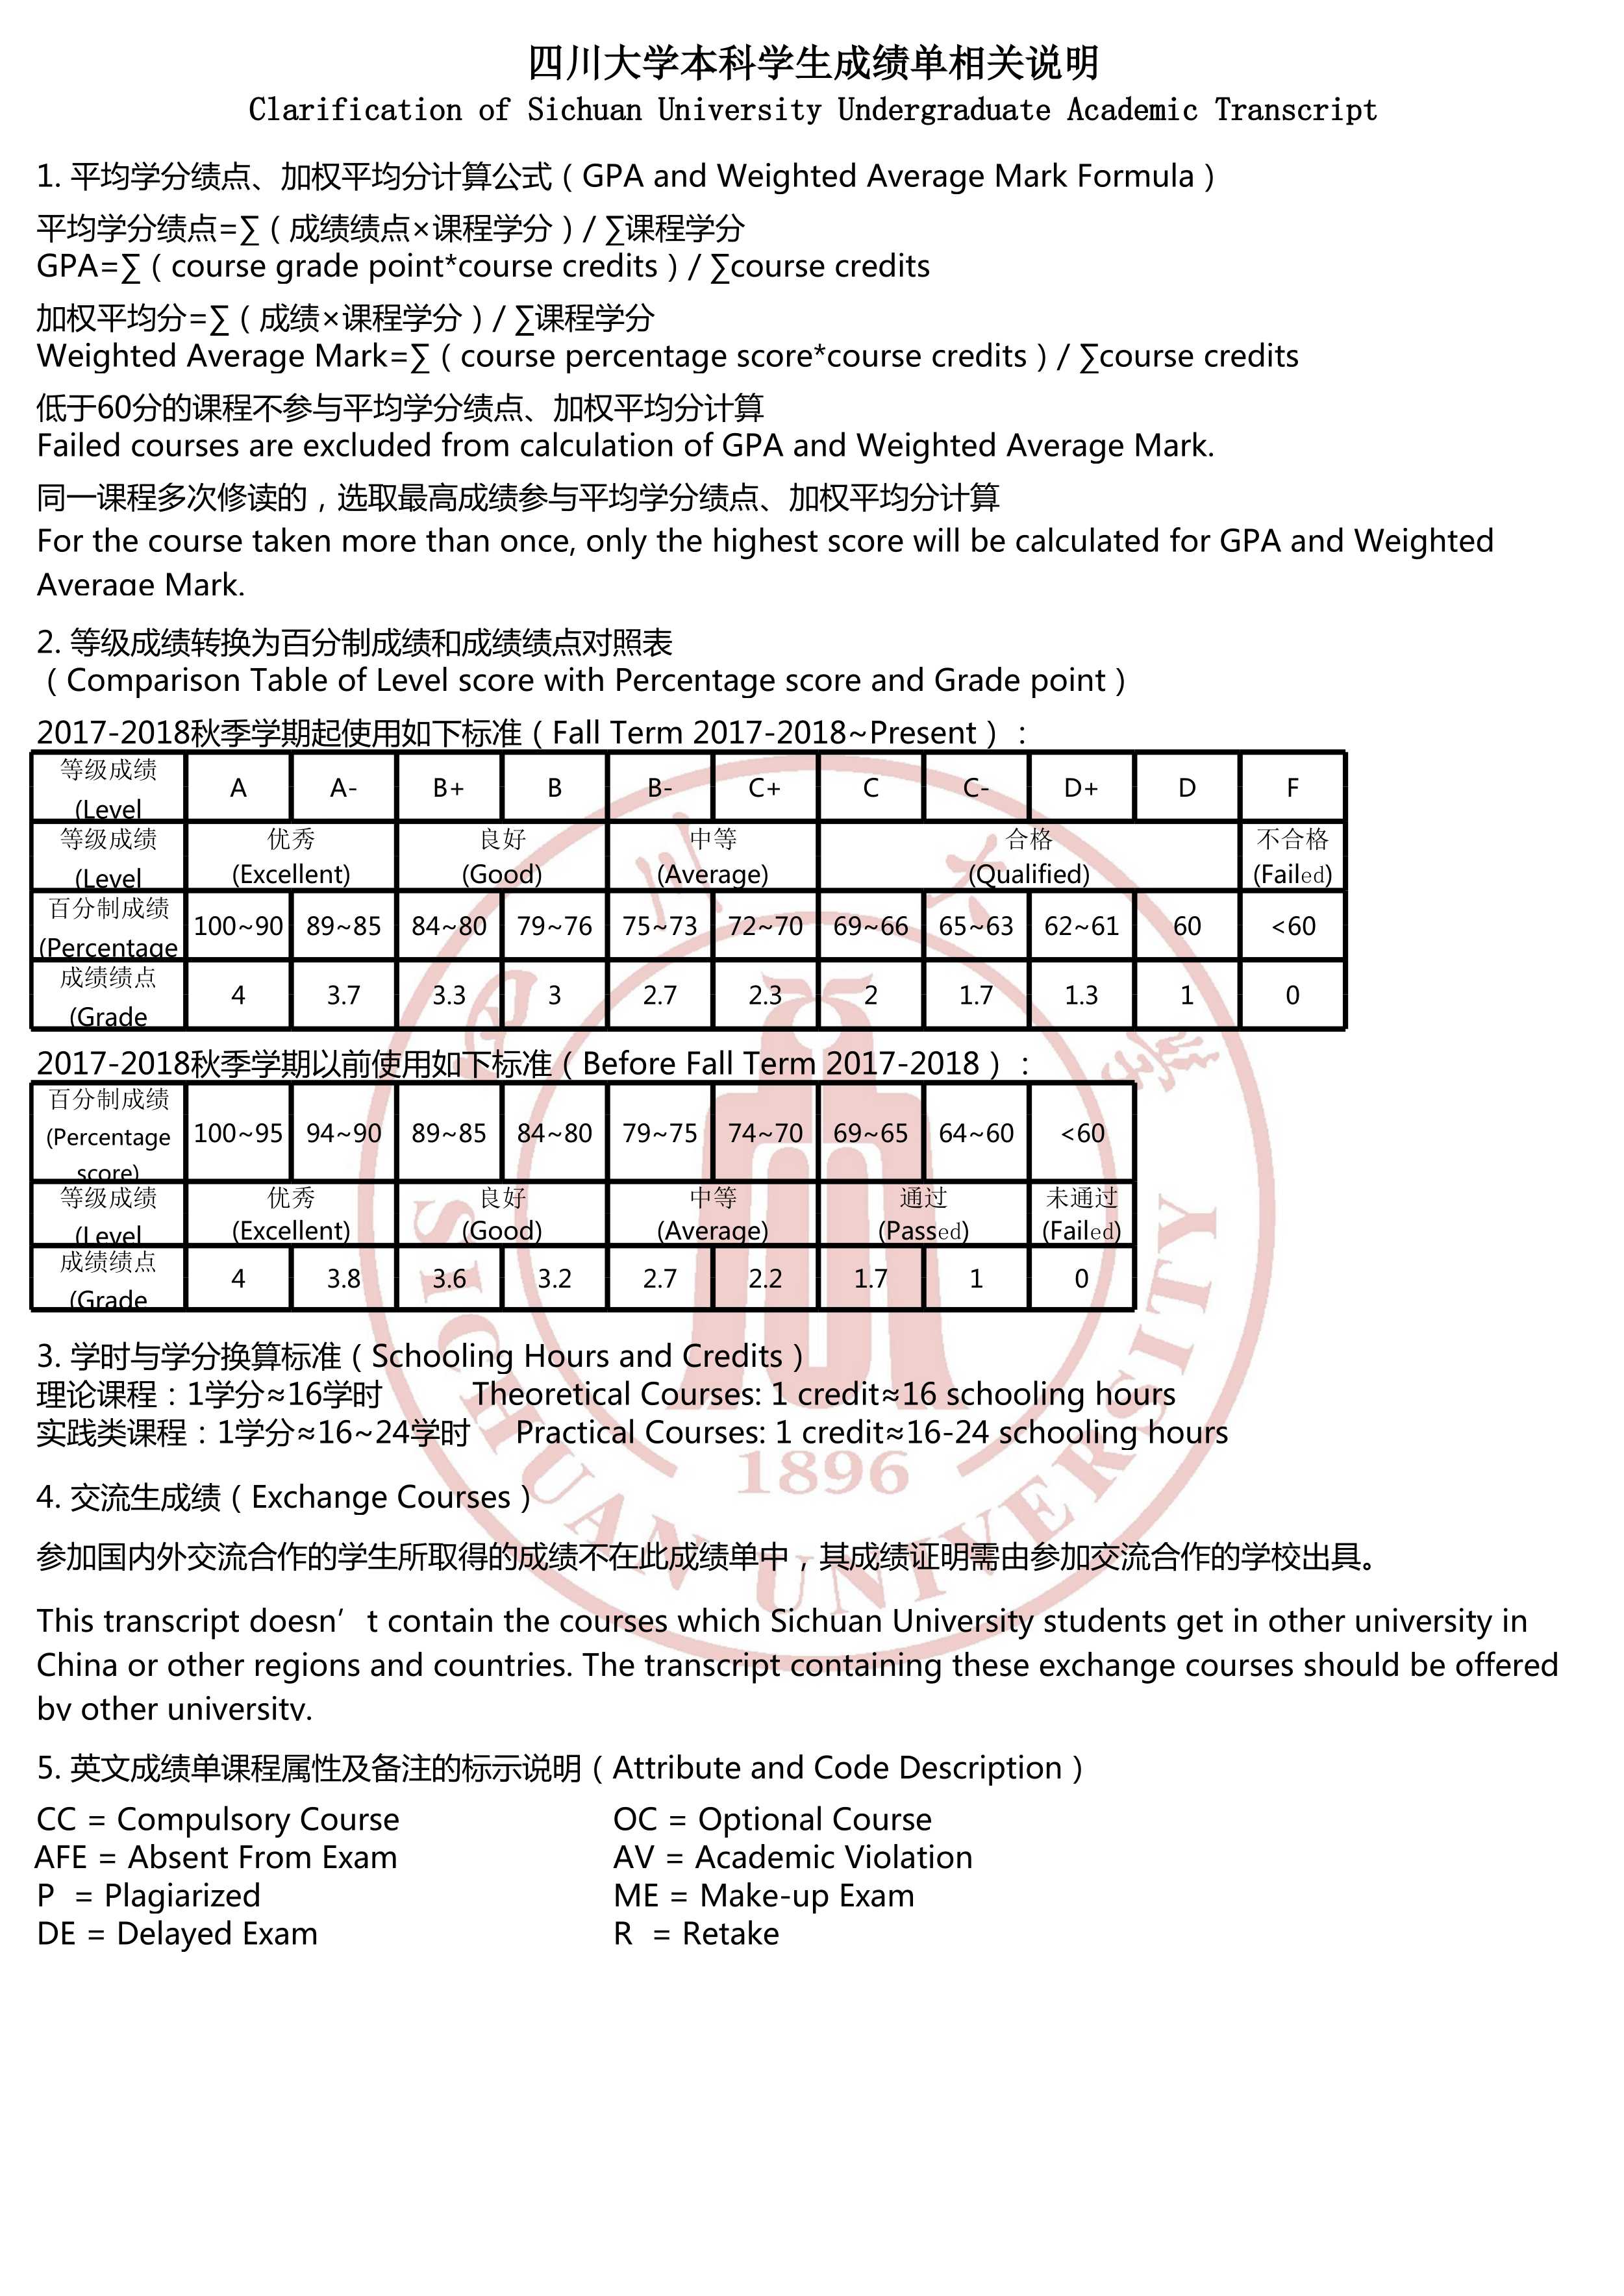 四川大学本科学生成绩单相关说明
Clarification of Sichuan University Undergraduate Academic Transcript
1. 平均学分绩点、加权平均分计算公式（GPA and Weighted Average Mark Formula）
平均学分绩点=∑（成绩绩点×课程学分）/ ∑课程学分
GPA=∑（course grade point*course credits）/ ∑course credits
加权平均分=∑（成绩×课程学分）/ ∑课程学分
Weighted Average Mark=∑（course percentage score*course credits）/ ∑course credits
低于60分的课程不参与平均学分绩点、加权平均分计算
Failed courses are excluded from calculation of GPA and Weighted Average Mark.
同一课程多次修读的，选取最高成绩参与平均学分绩点、加权平均分计算
For the course taken more than once, only the highest score will be calculated for GPA and Weighted
Average Mark.
2. 等级成绩转换为百分制成绩和成绩绩点对照表
（Comparison Table of Level score with Percentage score and Grade point）
2017-2018秋季学期起使用如下标准（Fall Term 2017-2018~Present）：
等级成绩 (Level A A- B+ B B- C+ C C- D+ D F
等级成绩 (Level 优秀 (Excellent) 良好 (Good) 中等 (Average) 合格 (Qualified) 不合格 (Failed)
百分制成绩 (Percentage 100~90 89~85 84~80 79~76 75~73 72~70 69~66 65~63 62~61 60 <60
成绩绩点 (Grade 4 3.7 3.3 3 2.7 2.3 2 1.7 1.3 1 0
2017-2018秋季学期以前使用如下标准（Before Fall Term 2017-2018）：
百分制成绩 (Percentage score) 100~95 94~90 89~85 84~80 79~75 74~70 69~65 64~60 <60
等级成绩 (Level 优秀 (Excellent) 良好 (Good) 中等 (Average) 通过 (Passed) 未通过 (Failed)
成绩绩点 (Grade 4 3.8 3.6 3.2 2.7 2.2 1.7 1 0
3. 学时与学分换算标准（Schooling Hours and Credits）
理论课程：1学分≈16学时 Theoretical Courses: 1 credit≈16 schooling hours
实践类课程：1学分≈16~24学时 Practical Courses: 1 credit≈16-24 schooling hours
4. 交流生成绩（Exchange Courses）
参加国内外交流合作的学生所取得的成绩不在此成绩单中，其成绩证明需由参加交流合作的学校出具。
This transcript doesn’t contain the courses which Sichuan University students get in other university in
China or other regions and countries. The transcript containing these exchange courses should be offered
by other university.
5. 英文成绩单课程属性及备注的标示说明（Attribute and Code Description）
CC = Compulsory Course OC = Optional Course
AFE = Absent From Exam AV = Academic Violation
P = Plagiarized ME = Make-up Exam
DE = Delayed Exam R = Retake
四川大学
1896
SICHUAN UNIVERSITY